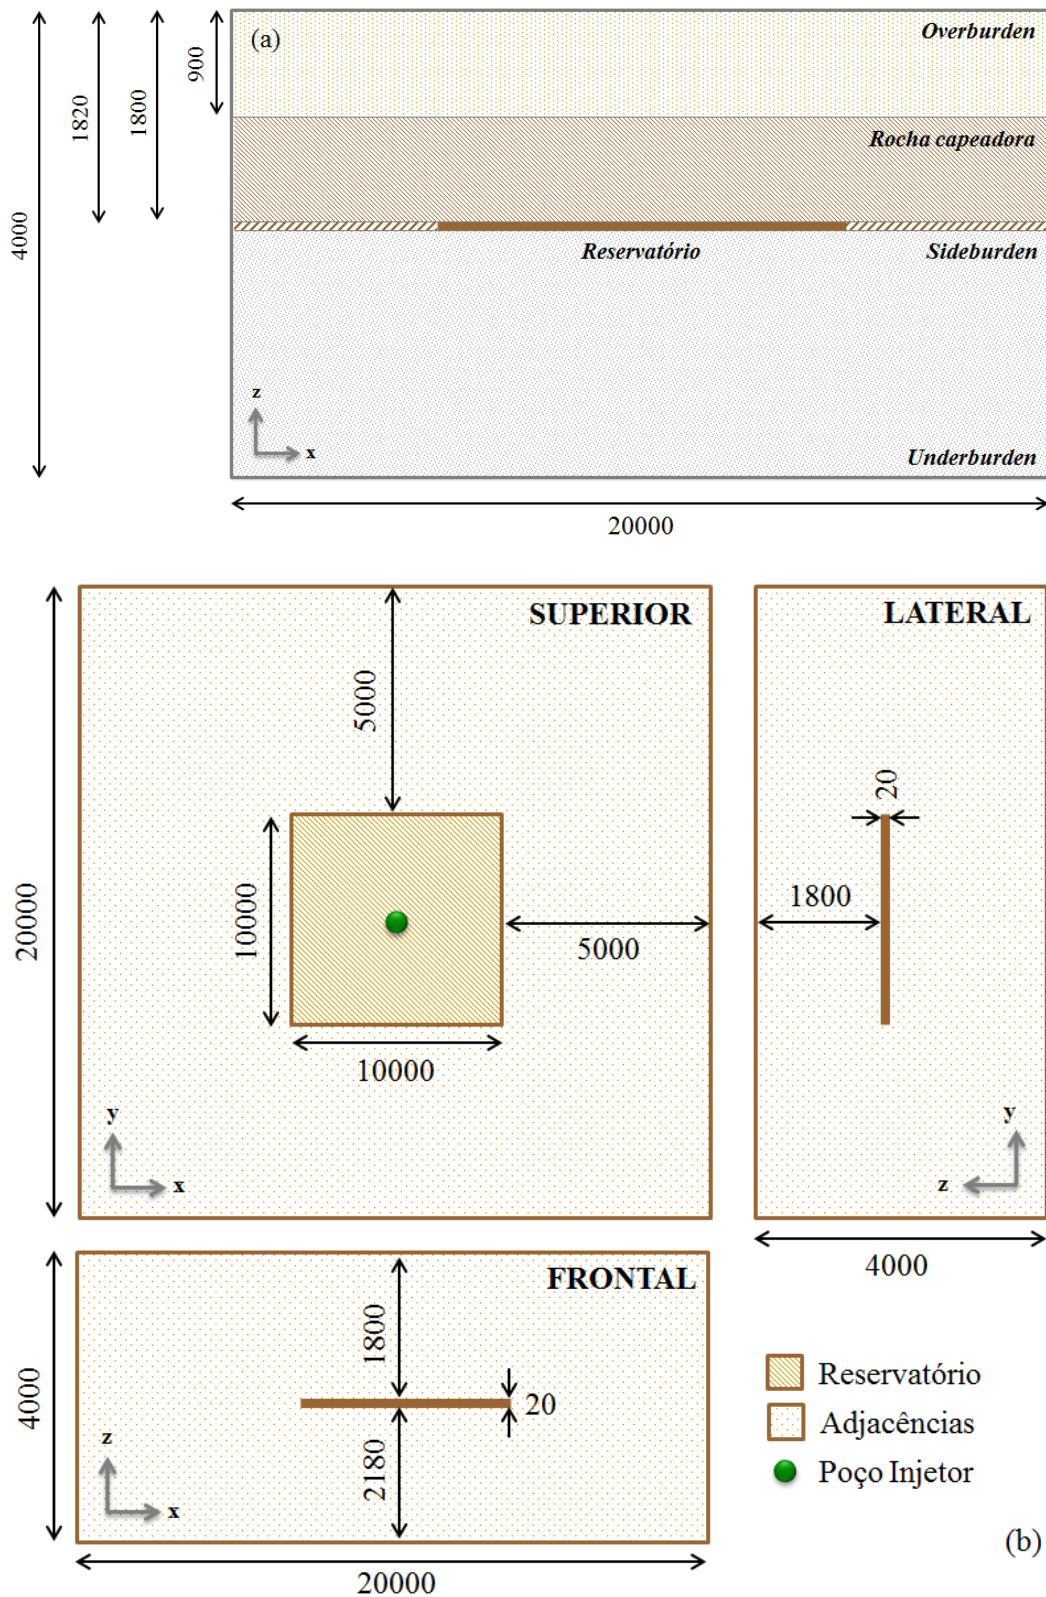 (a)
Overburden
900
1800
1820
Rocha capeadora
4000
Reservatório
Sideburden
z
x
Underburden
20000
SUPERIOR
LATERAL
5000
20
20000
10000
1800
5000
10000
y
x
y
z
4000
FRONTAL
1800
4000
20
Reservatório
Adjacências
z
x
2180
Poço Injetor
(b)
20000